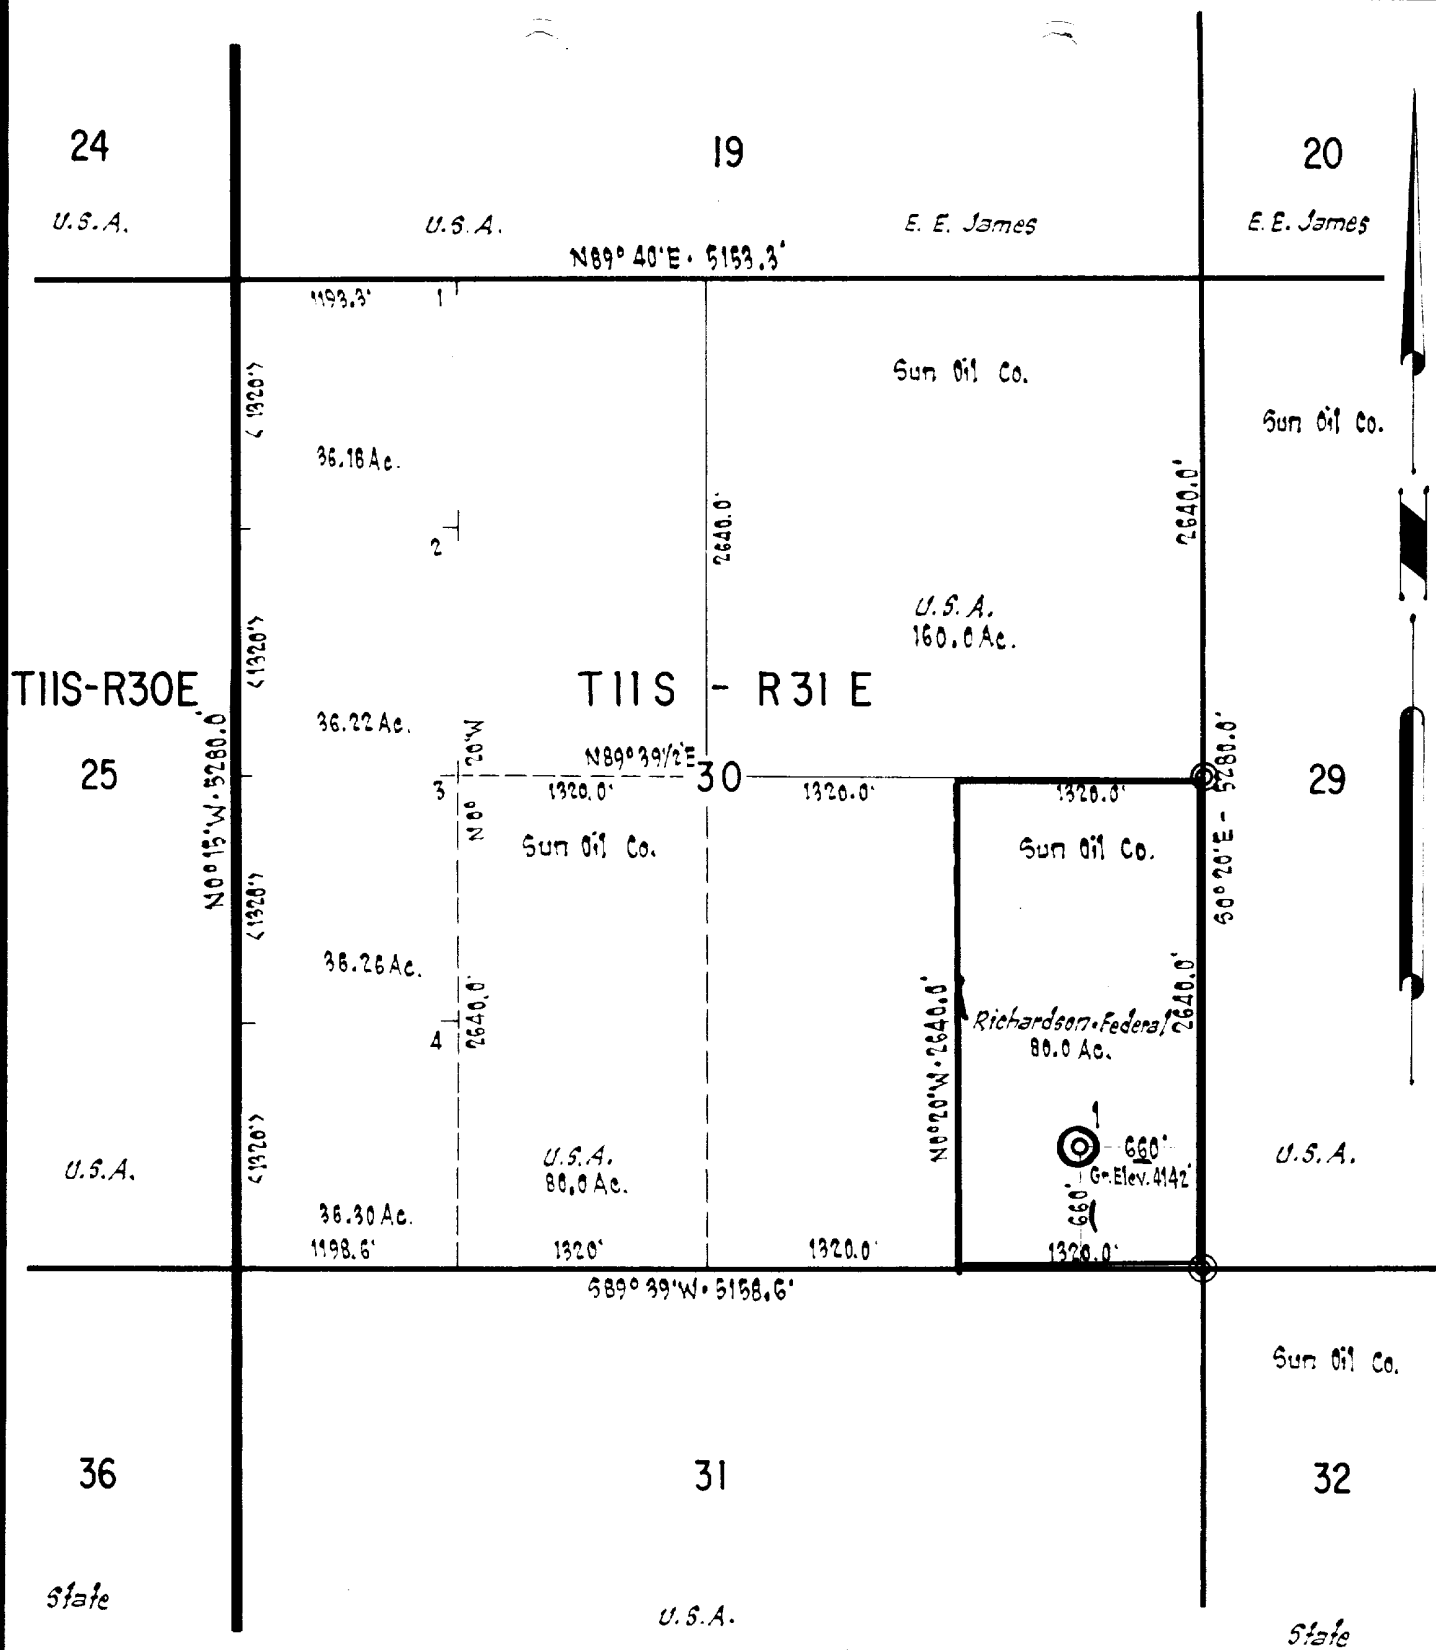 24
19
20
U.S.A.
U.S.A.
E. E. James
E. E. James
N89° 40'E · 5153.3'
1193.3'
1
<1320'>
Sun Oil Co.
Sun Oil Co.
36.18 Ac.
2640.0'
2640.0'
2
U.S.A.
160.0 Ac.
<1320'>
T11S-R30E
T11S - R31E
36.22 Ac.
N0° 20'W
2640.0'
N89° 39 1/2'E
25
30
29
3
1320.0'
1320.0'
1320.0'
N0° 15'W · 5280.0'
S0° 20'E - 5280.0'
Sun Oil Co.
Sun Oil Co.
<1320'>
36.26 Ac.
2640.0'
N0° 20'W · 2640.0'
Richardson · Federal
80.0 Ac.
4
1
<1320'>
U.S.A.
U.S.A.
80.0 Ac.
660'
U.S.A.
Gr. Elev. 4142'
660'
36.30 Ac.
1198.6'
1320'
1320.0'
1320.0'
S89° 39'W · 5158.6'
Sun Oil Co.
36
31
32
State
U.S.A.
State